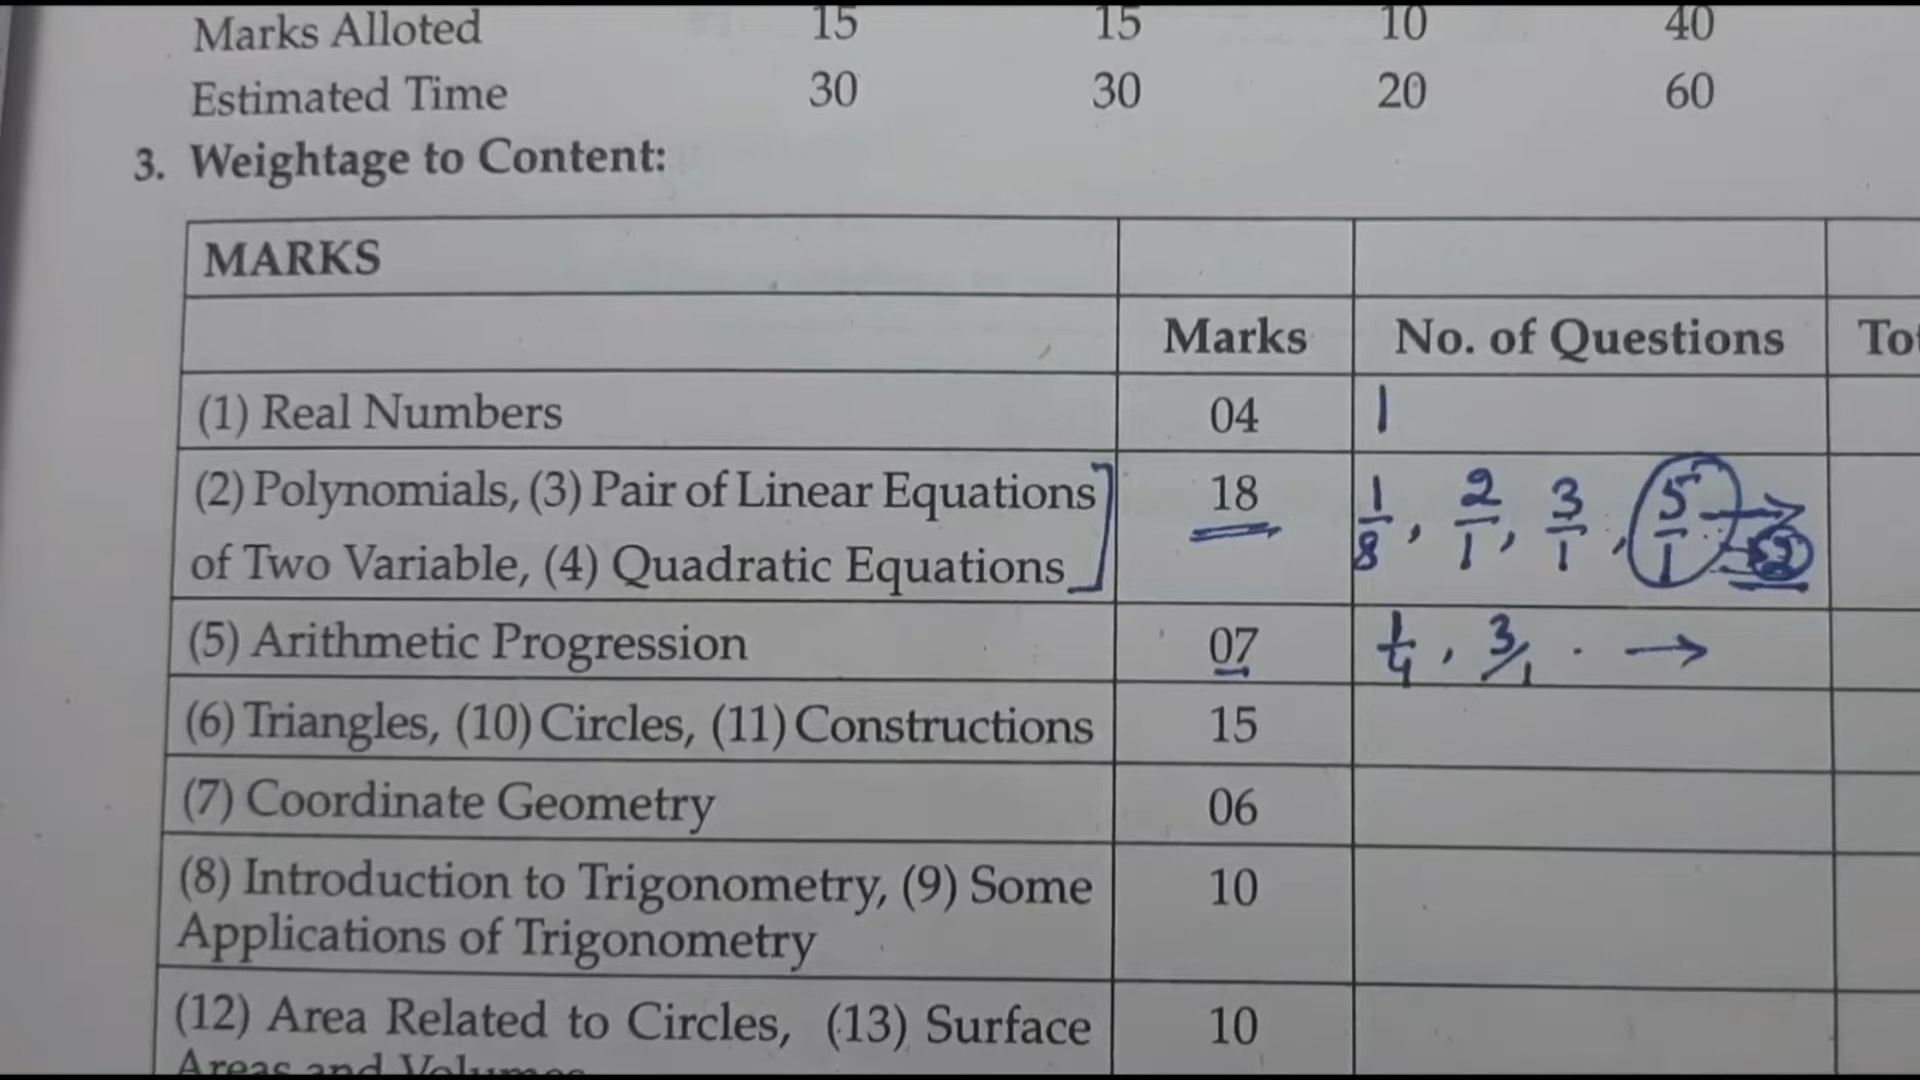 Marks Alloted 15 15 10 40
Estimated Time 30 30 20 60
3. Weightage to Content:
MARKS
Marks No. of Questions
(1) Real Numbers 04 1
(2) Polynomials, (3) Pair of Linear Equations 18 1/8, 2/1, 3/1, 5/1
of Two Variable, (4) Quadratic Equations
(5) Arithmetic Progression 07 1/4, 3/1 . →
(6) Triangles, (10) Circles, (11) Constructions 15
(7) Coordinate Geometry 06
(8) Introduction to Trigonometry, (9) Some 10
Applications of Trigonometry
(12) Area Related to Circles, (13) Surface 10
Areas and Volumes